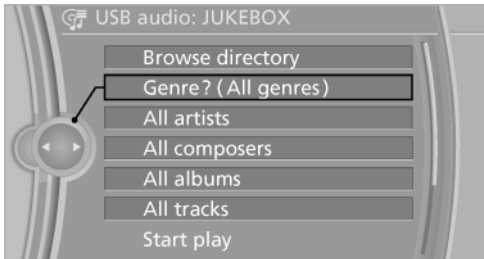 USB audio: JUKEBOX
Browse directory
Genre? (All genres)
All artists
All composers
All albums
All tracks
Start play